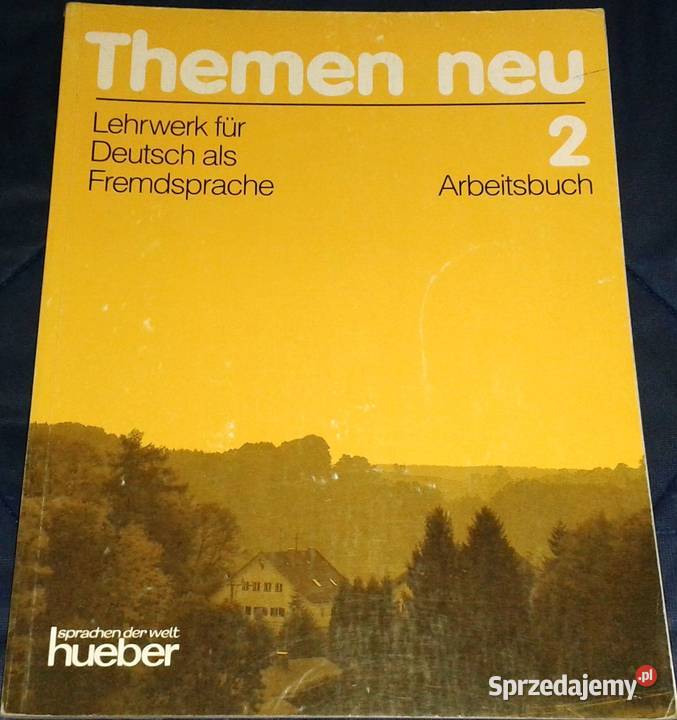 Themen neu
Lehrwerk für
Deutsch als
Fremdsprache
2
Arbeitsbuch
sprachen der welt
hueber
Sprzedajemy.pl